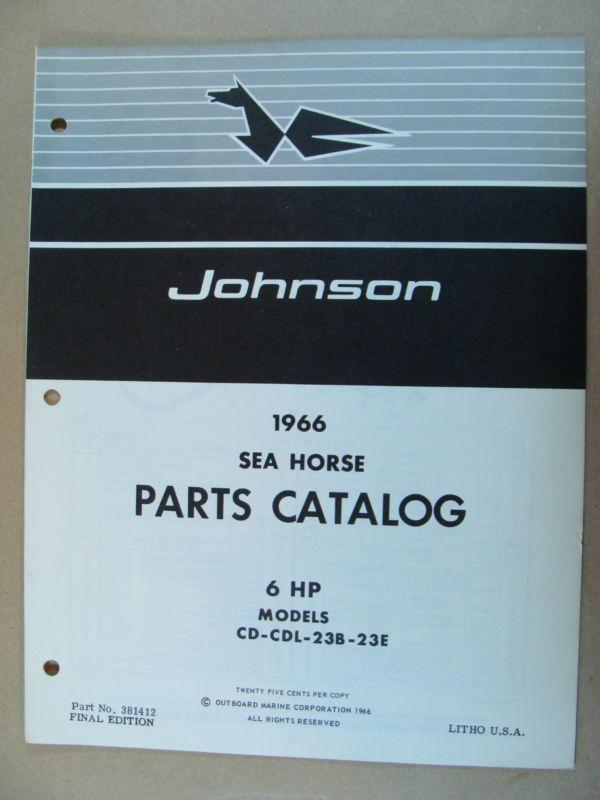 Johnson
1966
SEA HORSE
PARTS CATALOG
6 HP
MODELS
CD-CDL-23B-23E
TWENTY FIVE CENTS PER COPY
© OUTBOARD MARINE CORPORATION 1966
ALL RIGHTS RESERVED
Part No. 381412
FINAL EDITION
LITHO U.S.A.